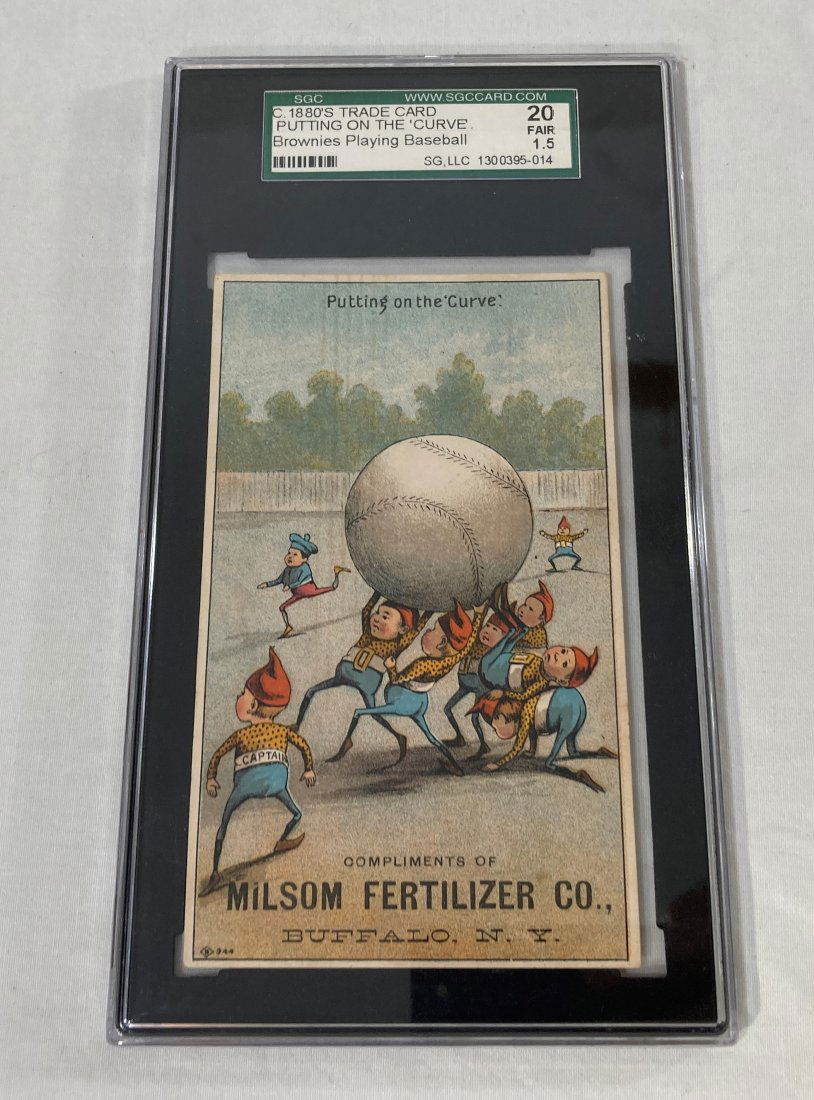 SGC WWW.SGCCARD.COM
C.1880'S TRADE CARD 20
PUTTING ON THE 'CURVE'. FAIR
Brownies Playing Baseball 1.5
SG,LLC 1300395-014
Putting on the 'Curve'.
CAPTAIN
COMPLIMENTS OF
MiLSOM FERTILIZER CO.,
BUFFALO, N. Y.
B 344